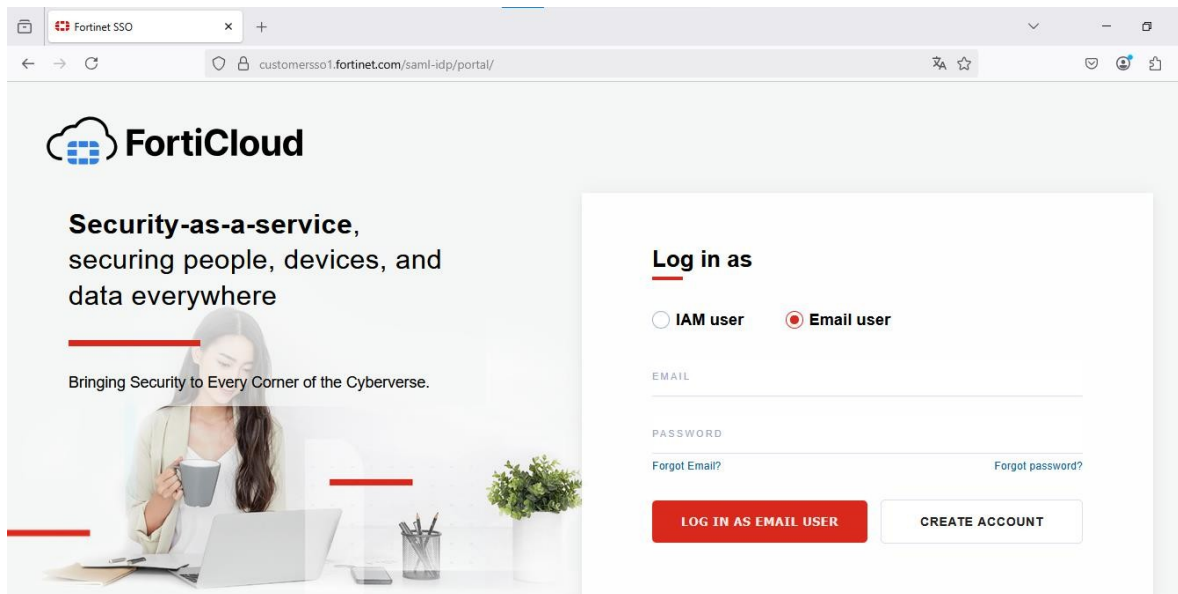 Fortinet SSO
customersso1.fortinet.com/saml-idp/portal/
FortiCloud
Security-as-a-service,
securing people, devices, and
data everywhere
Bringing Security to Every Corner of the Cyberverse.
Log in as
IAM user
Email user
EMAIL
PASSWORD
Forgot Email?
Forgot password?
LOG IN AS EMAIL USER
CREATE ACCOUNT